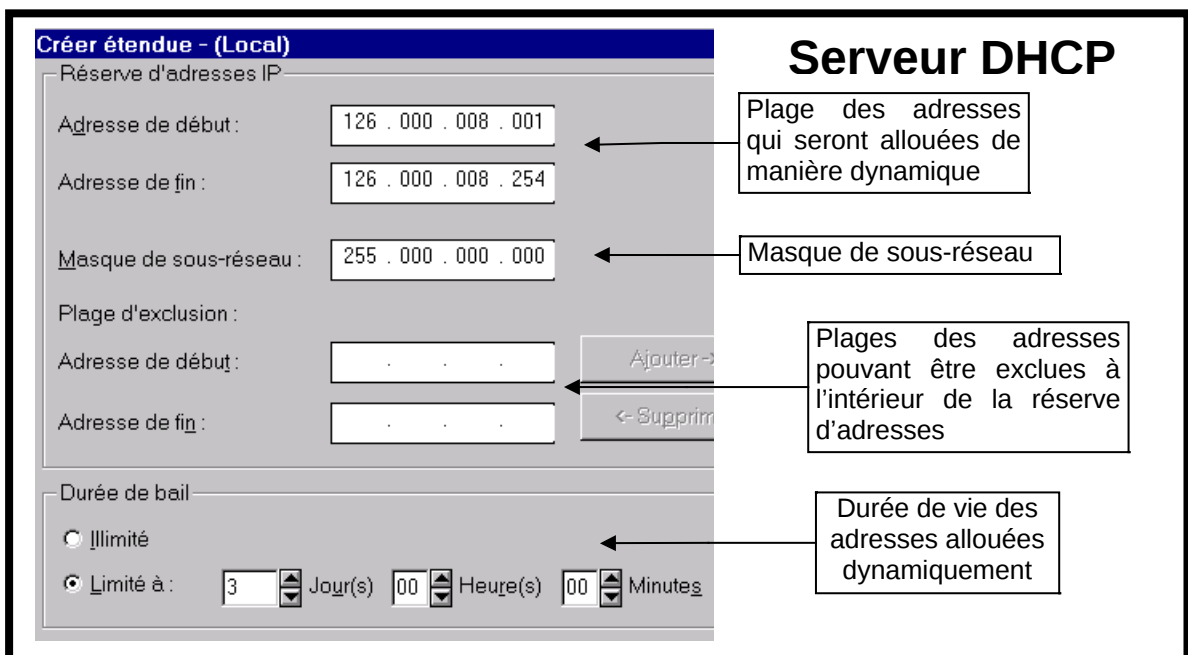 Créer étendue - (Local)
Serveur DHCP
Réserve d'adresses IP
Adresse de début :
126 . 000 . 008 . 001
Plage des adresses
qui seront allouées de
manière dynamique
Adresse de fin :
126 . 000 . 008 . 254
Masque de sous-réseau :
255 . 000 . 000 . 000
Masque de sous-réseau
Plage d'exclusion :
Adresse de début :
. . .
Ajouter ->
Plages des adresses
pouvant être exclues à
l'intérieur de la réserve
d'adresses
Adresse de fin :
. . .
<- Supprim
Durée de bail
Illimité
Limité à :
3
Jour(s)
00
Heure(s)
00
Minutes
Durée de vie des
adresses allouées
dynamiquement